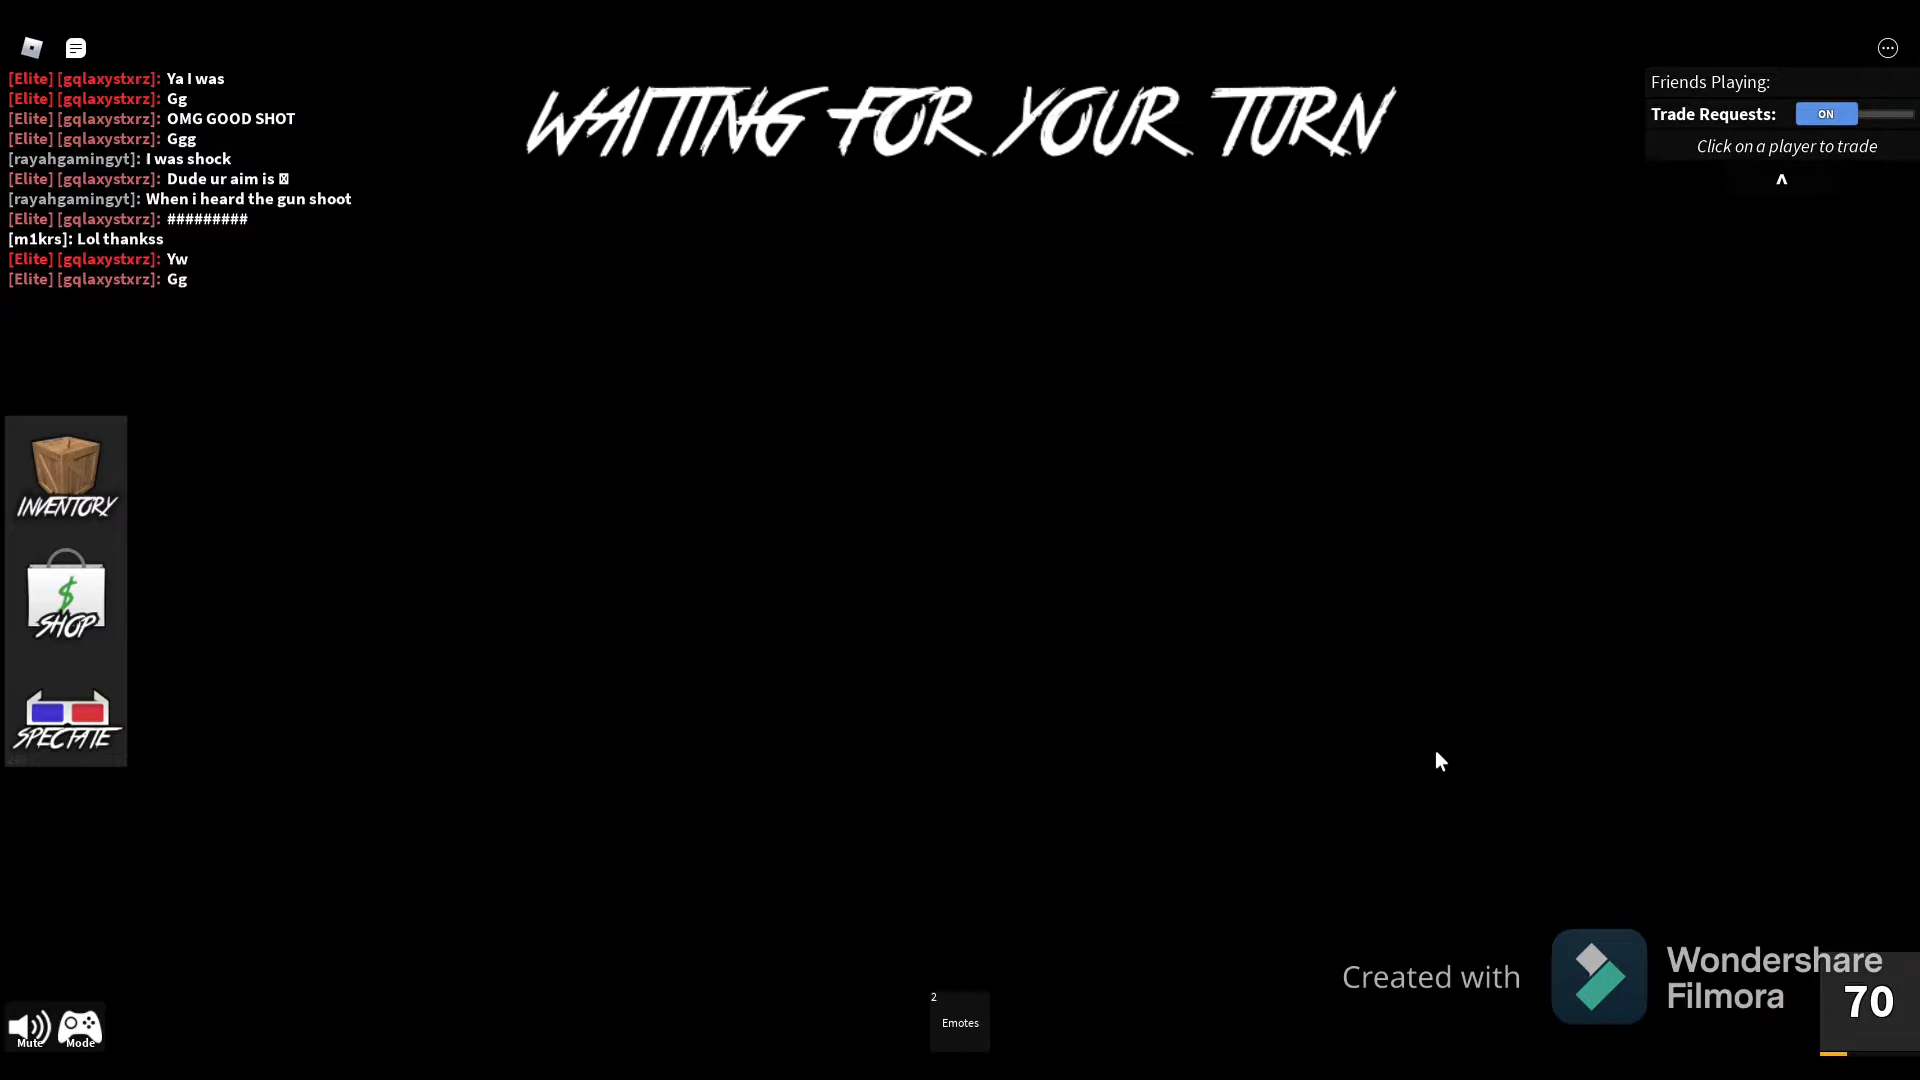 [Elite] [gqlaxystxrz]: Ya I was
[Elite] [gqlaxystxrz]: Gg
[Elite] [gqlaxystxrz]: OMG GOOD SHOT
[Elite] [gqlaxystxrz]: Ggg
[rayahgamingyt]: I was shock
[Elite] [gqlaxystxrz]: Dude ur aim is
[rayahgamingyt]: When i heard the gun shoot
[Elite] [gqlaxystxrz]: #########
[m1krs]: Lol thankss
[Elite] [gqlaxystxrz]: Yw
[Elite] [gqlaxystxrz]: Gg
WAITING FOR YOUR TURN
Friends Playing:
Trade Requests: ON
Click on a player to trade
INVENTORY
$
SHOP
SPECTATE
Mute
Mode
2
Emotes
Created with
Wondershare
Filmora
70